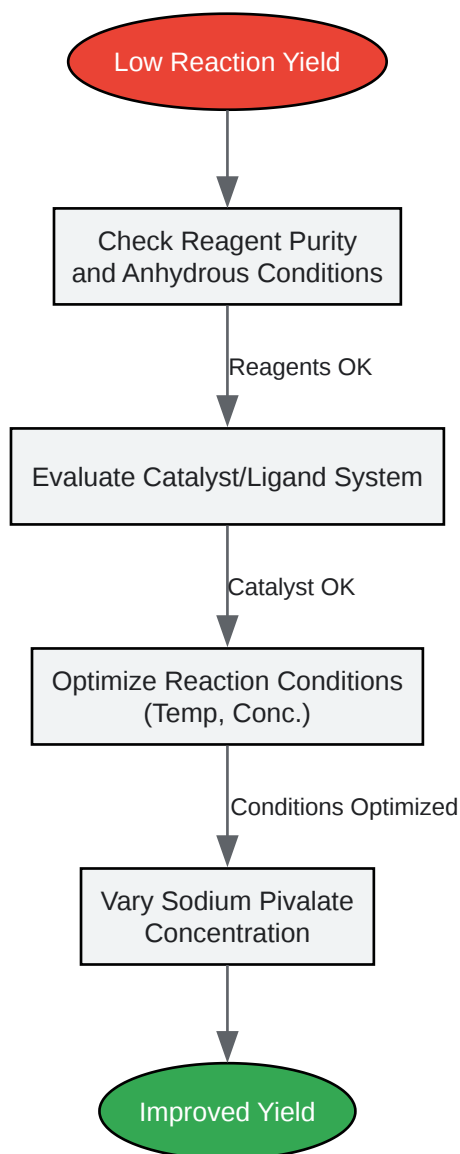 Low Reaction Yield
Check Reagent Purity
and Anhydrous Conditions
Reagents OK
Evaluate Catalyst/Ligand System
Catalyst OK
Optimize Reaction Conditions
(Temp, Conc.)
Conditions Optimized
Vary Sodium Pivalate
Concentration
Improved Yield